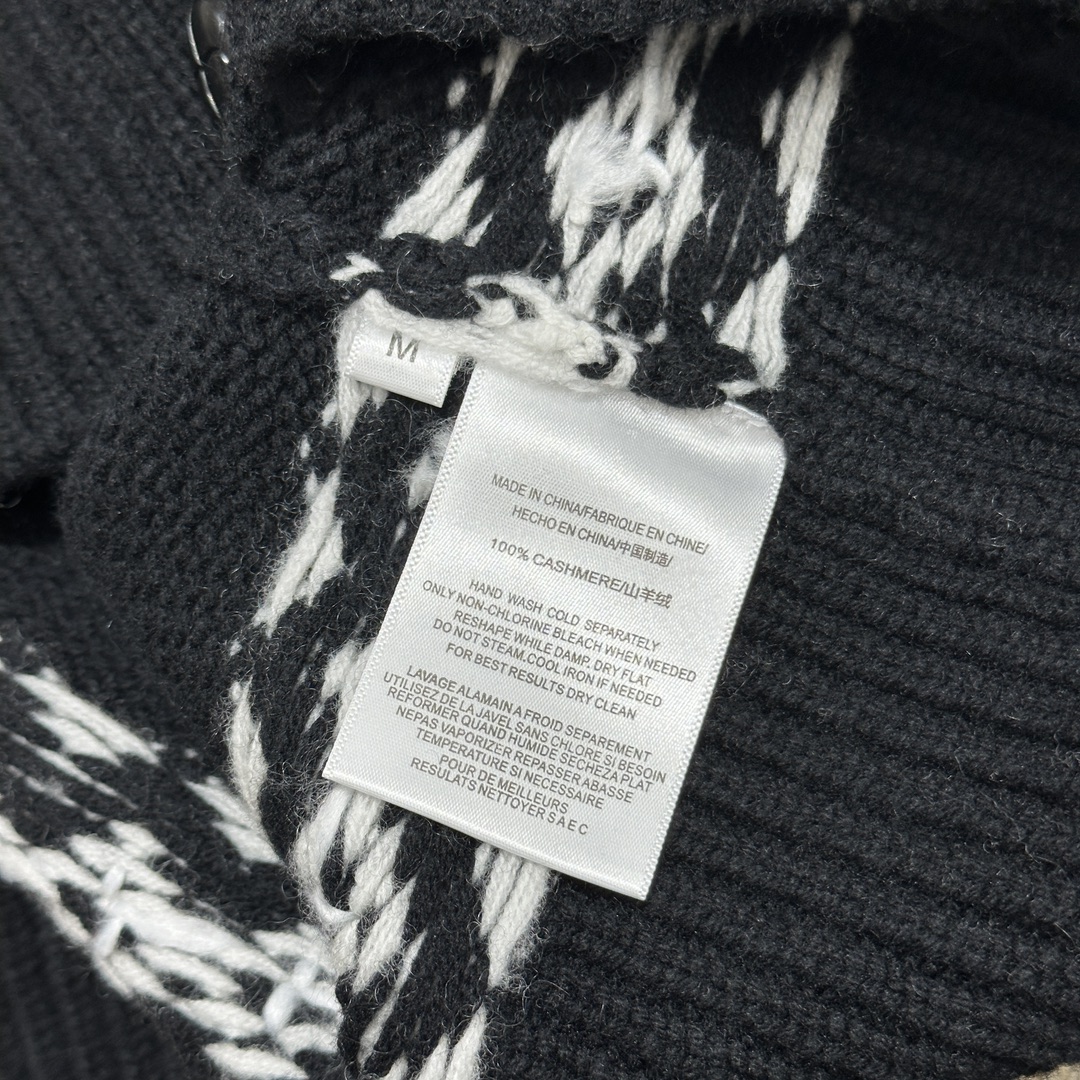 M
MADE IN CHINA/FABRIQUE EN CHINE/
HECHO EN CHINA/中国制造/
100% CASHMERE/山羊绒
HAND WASH COLD SEPARATELY
ONLY NON-CHLORINE BLEACH WHEN NEEDED
RESHAPE WHILE DAMP. DRY FLAT
DO NOT STEAM.COOL IRON IF NEEDED
FOR BEST RESULTS DRY CLEAN
LAVAGE ALAMAIN A FROID SEPAREMENT
UTILISEZ DE LA JAVEL SANS CHLORE SI BESOIN
REFORMER QUAND HUMIDE SECHEZA PLAT
NEPAS VAPORIZER REPASSER ABASSE
TEMPERATURE SI NECESSAIRE
POUR DE MEILLEURS
RESULATS NETTOYER S A E C